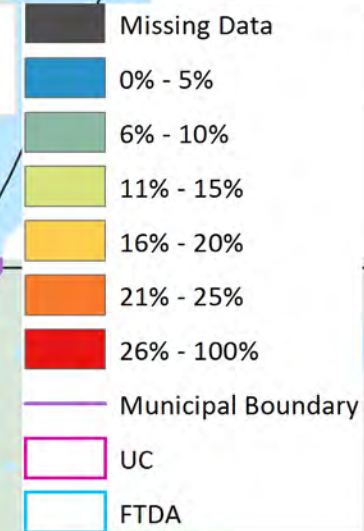 Missing Data
0% - 5%
6% - 10%
11% - 15%
16% - 20%
21% - 25%
26% - 100%
Municipal Boundary
UC
FTDA